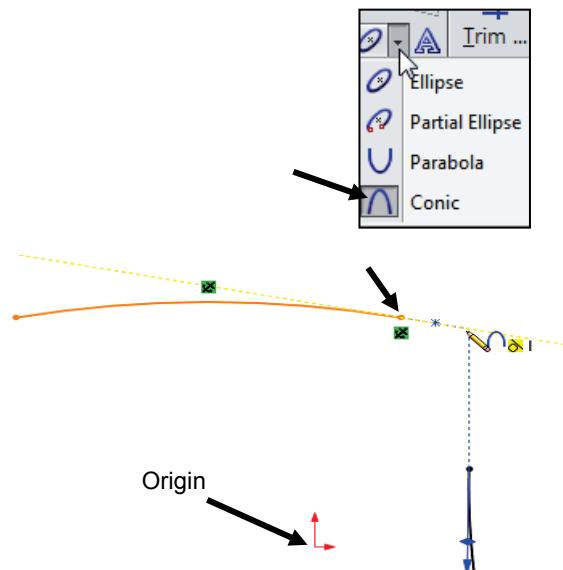 Trim ...
Ellipse
Partial Ellipse
Parabola
Conic
Origin